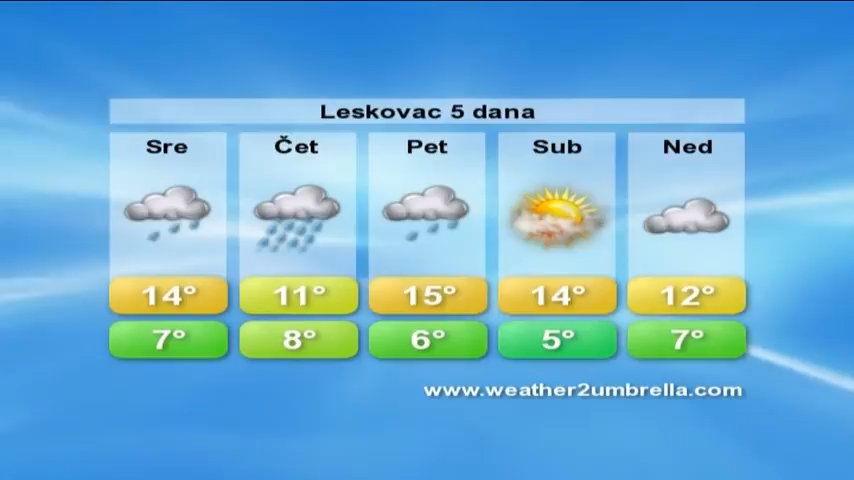 Leskovac 5 dana
Sre Čet Pet Sub Ned
14° 11° 15° 14° 12°
7° 8° 6° 5° 7°
www.weather2umbrella.com